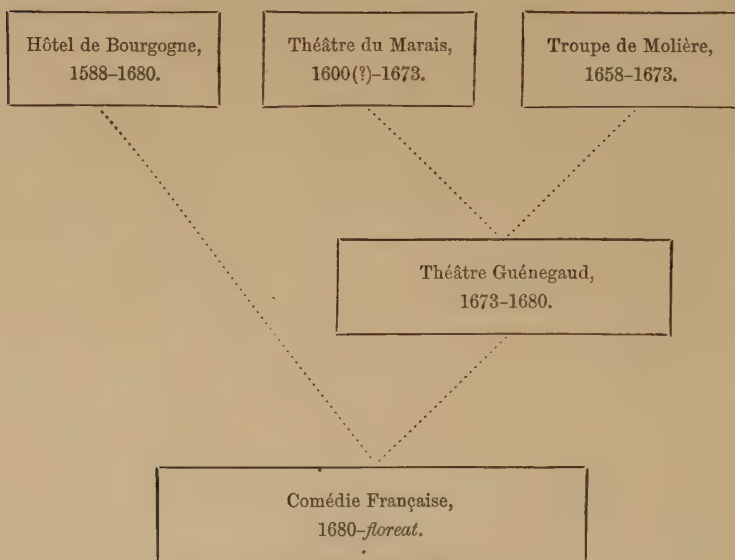 Hôtel de Bourgogne,
1588–1680.
Théâtre du Marais,
1600(?)–1673.
Troupe de Molière,
1658–1673.
Théâtre Guénegaud,
1673–1680.
Comédie Française,
1680–floreat.